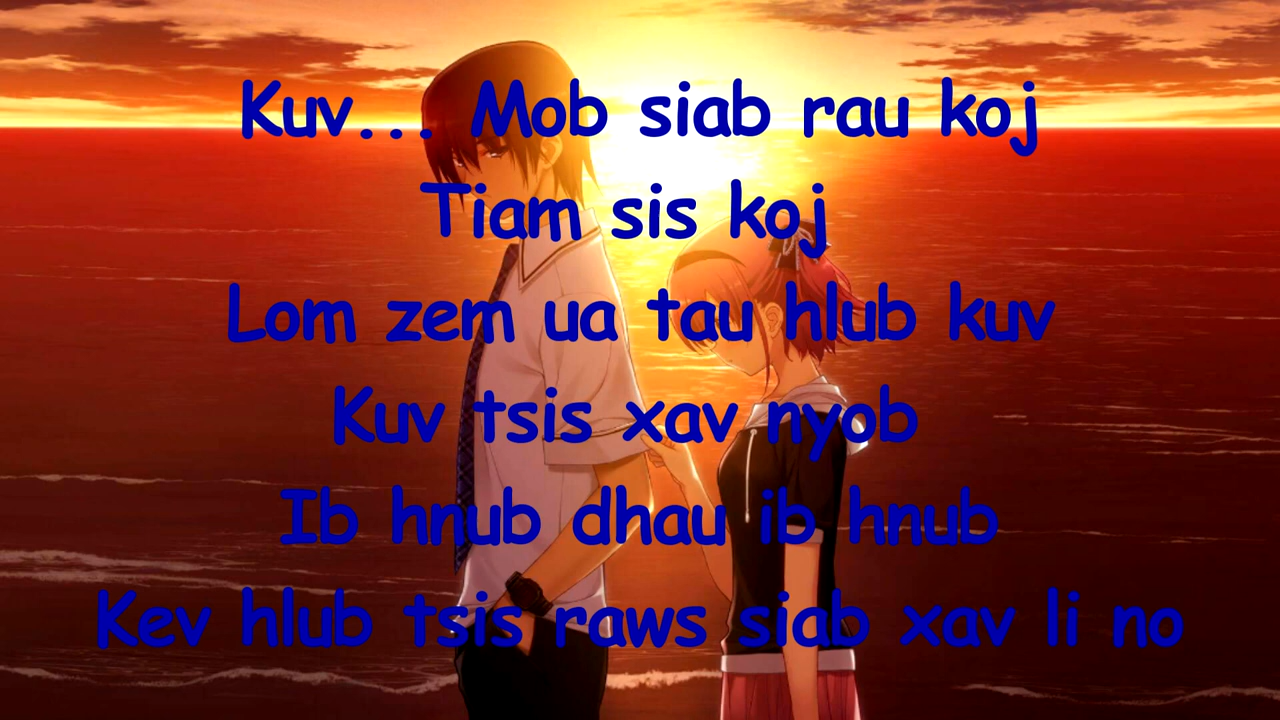 Kuv... Mob siab rau koj
Tiam sis koj
Lom zem ua tau hlub kuv
Kuv tsis xav nyob
Ib hnub dhau ib hnub
Kev hlub tsis raws siab xav li no